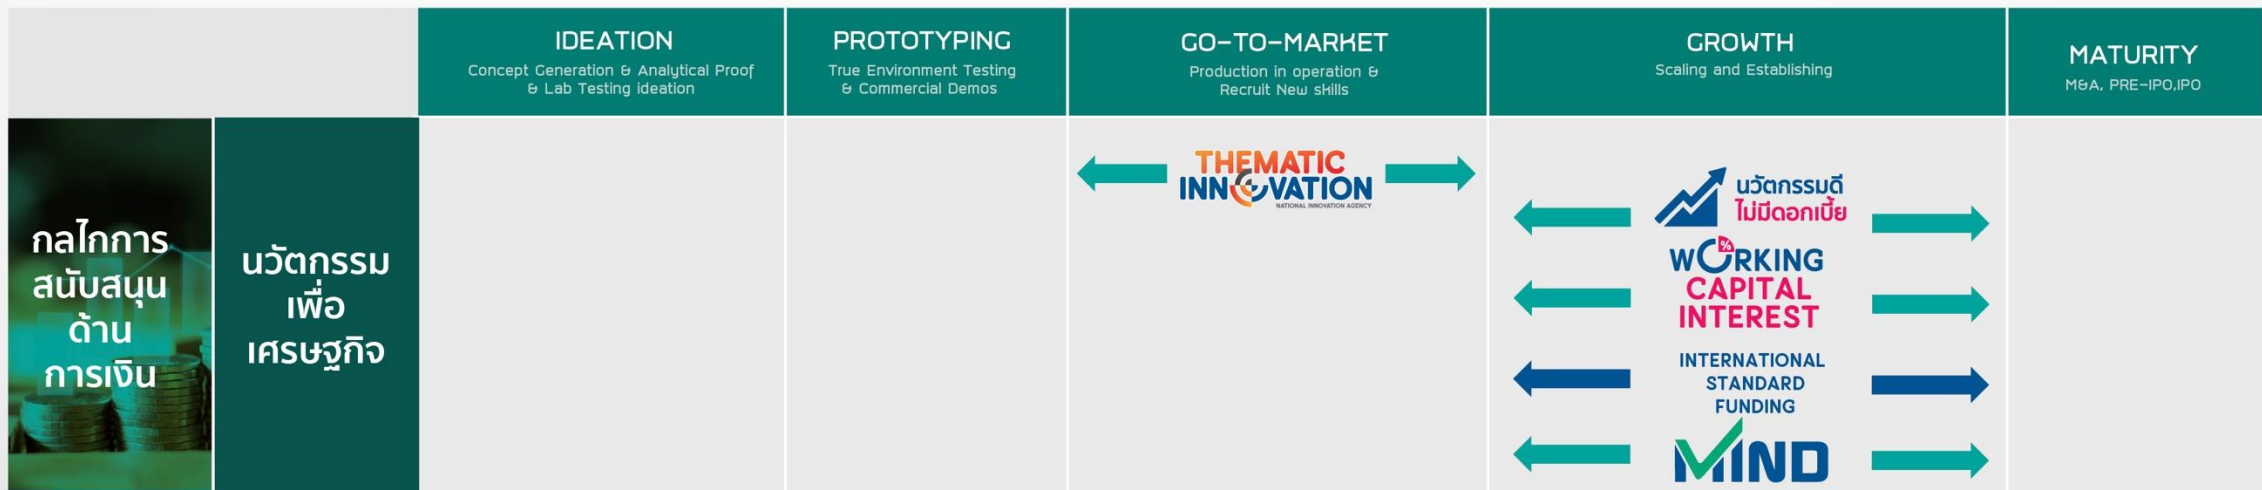 IDEATION
Concept Generation & Analytical Proof
& Lab Testing ideation
PROTOTYPING
True Environment Testing
& Commercial Demos
GO-TO-MARKET
Production in operation &
Recruit New skills
GROWTH
Scaling and Establishing
MATURITY
M&A, PRE-IPO,IPO
กลไกการ
สนับสนุน
ด้าน
การเงิน
นวัตกรรม
เพื่อ
เศรษฐกิจ
THEMATIC
INNOVATION
NATIONAL INNOVATION AGENCY
นวัตกรรมดี
ไม่มีดอกเบี้ย
%
WORKING
CAPITAL
INTEREST
INTERNATIONAL
STANDARD
FUNDING
MIND